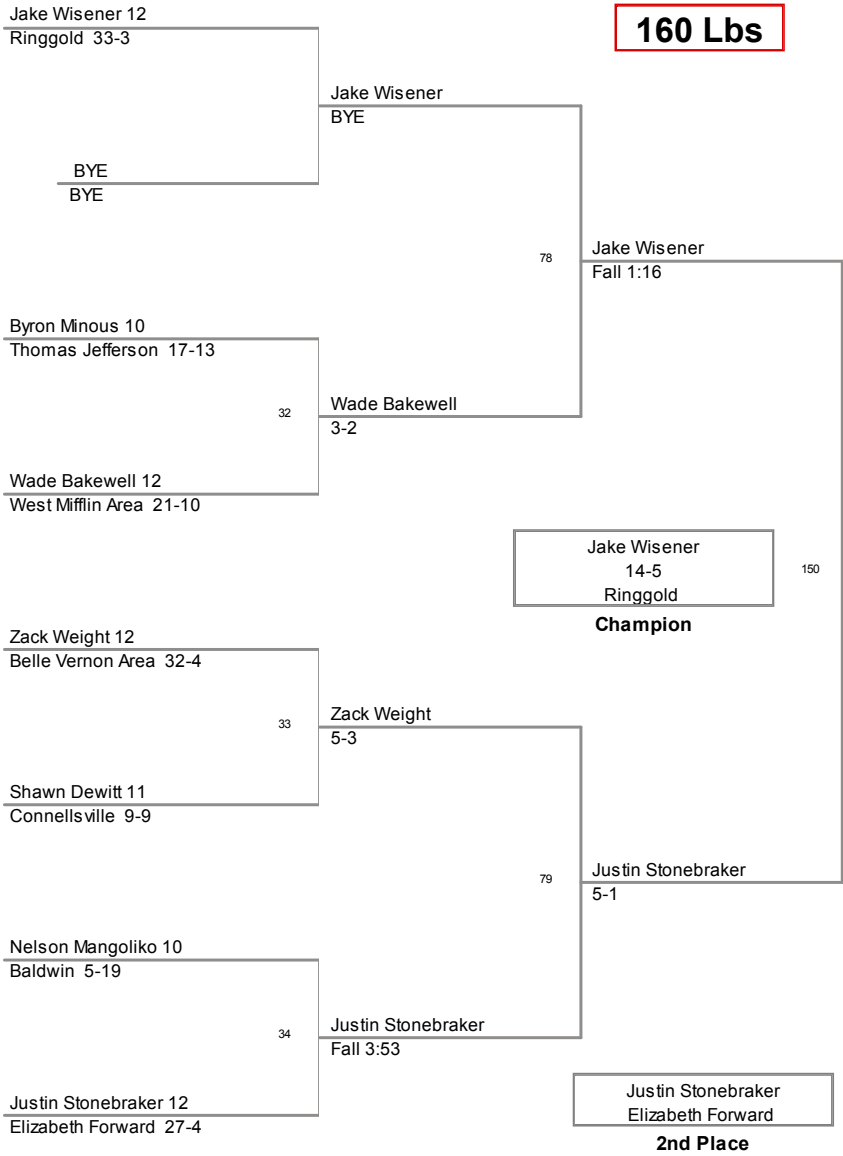 Jake Wisener 12
Ringgold 33-3
160 Lbs
Jake Wisener
BYE
BYE
BYE
78
Jake Wisener
Fall 1:16
Byron Minous 10
Thomas Jefferson 17-13
32
Wade Bakewell
3-2
Wade Bakewell 12
West Mifflin Area 21-10
Jake Wisener
14-5
Ringgold
Champion
150
Zack Weight 12
Belle Vernon Area 32-4
33
Zack Weight
5-3
Shawn Dewitt 11
Connellsville 9-9
79
Justin Stonebraker
5-1
Nelson Mangoliko 10
Baldwin 5-19
34
Justin Stonebraker
Fall 3:53
Justin Stonebraker 12
Elizabeth Forward 27-4
Justin Stonebraker
Elizabeth Forward
2nd Place